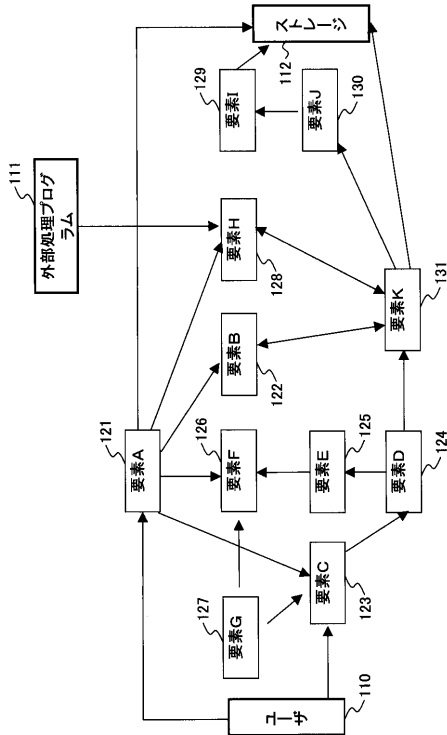 111
外部処理プログ
ラム
121
要素A
ストレージ
112
129
要素I
要素J
130
要素H
128
要素B
122
126
要素F
125
要素E
127
要素G
要素C
123
要素D
124
要素K
131
ユーザ
110